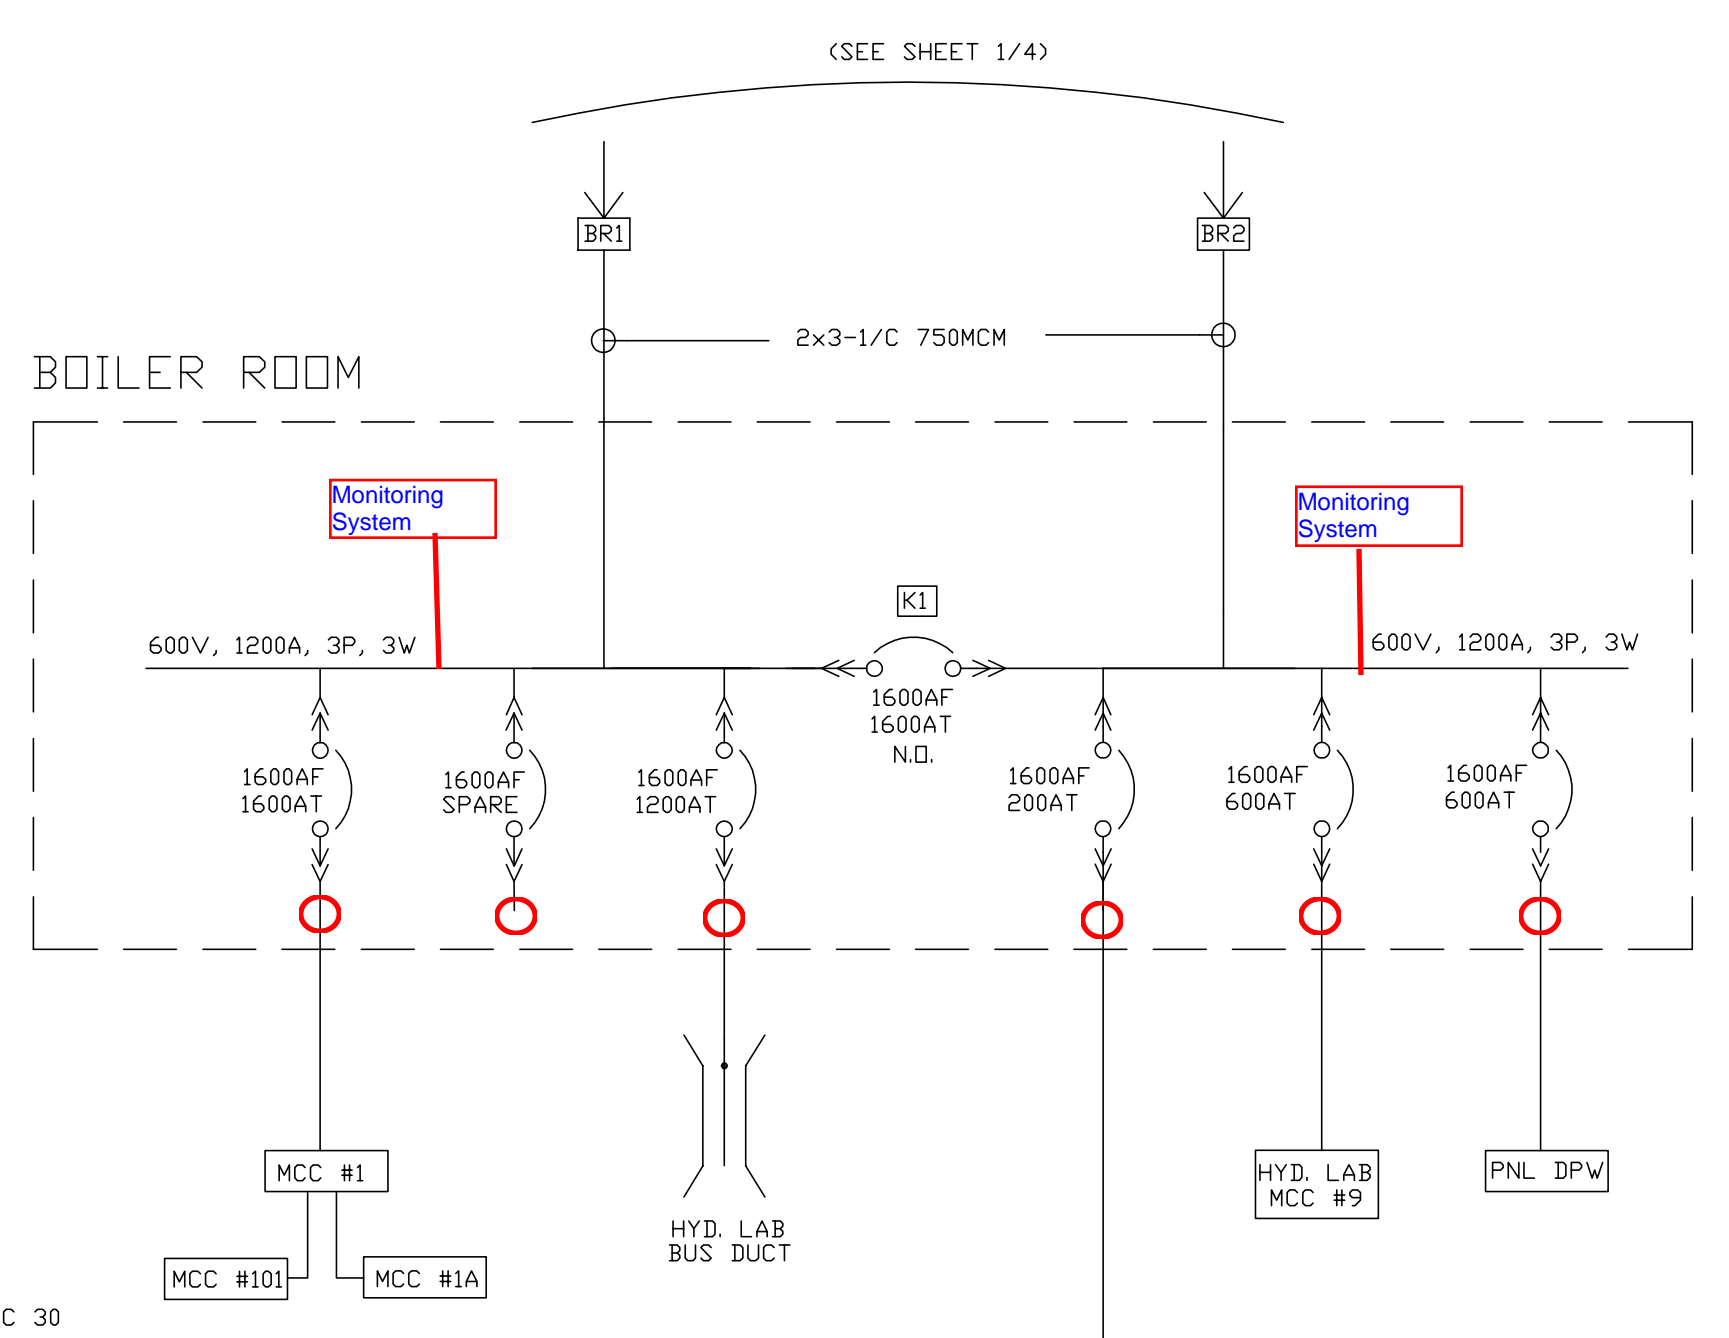 (SEE SHEET 1/4)
BR1
BR2
2x3-1/C 750MCM
BOILER ROOM
Monitoring
System
Monitoring
System
K1
600V, 1200A, 3P, 3W
600V, 1200A, 3P, 3W
1600AF
1600AT
N.O.
1600AF
1600AT
1600AF
SPARE
1600AF
1200AT
1600AF
200AT
1600AF
600AT
1600AF
600AT
MCC #1
HYD. LAB
MCC #9
PNL DPW
HYD. LAB
BUS DUCT
MCC #101
MCC #1A
C 30